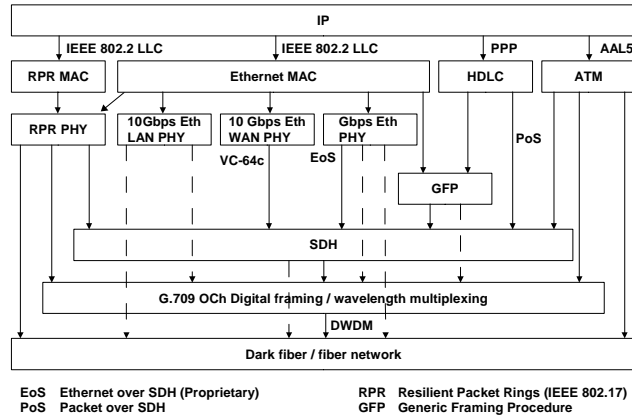 IP
IEEE 802.2 LLC
IEEE 802.2 LLC
PPP
AAL5
RPR MAC
Ethernet MAC
HDLC
ATM
RPR PHY
10Gbps Eth
LAN PHY
10 Gbps Eth
WAN PHY
Gbps Eth
PHY
PoS
VC-64c
EoS
GFP
SDH
G.709 OCh Digital framing / wavelength multiplexing
DWDM
Dark fiber / fiber network
EoS Ethernet over SDH (Proprietary)
RPR Resilient Packet Rings (IEEE 802.17)
PoS Packet over SDH
GFP Generic Framing Procedure